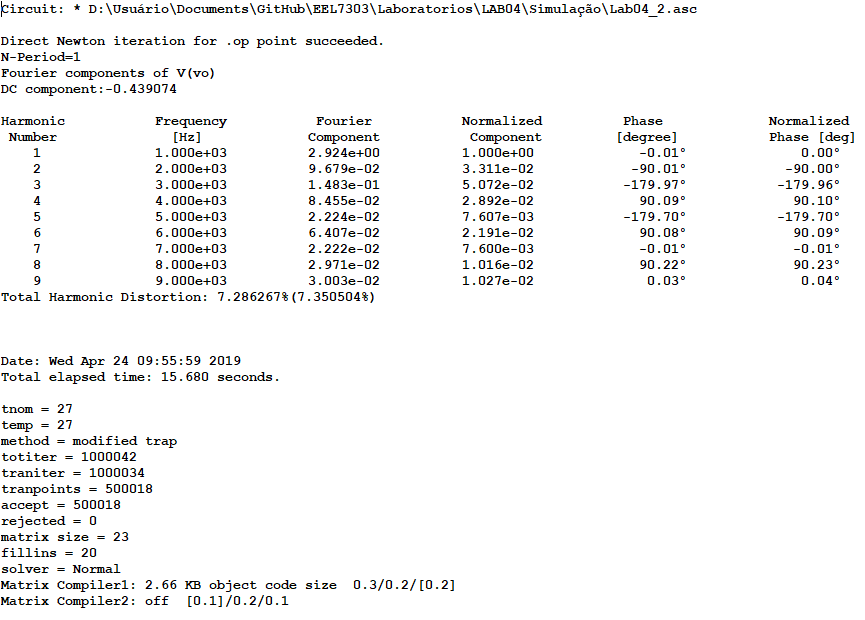 Circuit: * D:\Usuário\Documents\GitHub\EEL7303\Laboratorios\LAB04\Simulação\Lab04_2.asc
Direct Newton iteration for .op point succeeded.
N-Period=1
Fourier components of V(vo)
DC component:-0.439074
Harmonic Frequency Fourier Normalized Phase Normalized
Number [Hz] Component Component [degree] Phase [deg]
1 1.000e+03 2.924e+00 1.000e+00 -0.01° 0.00°
2 2.000e+03 9.679e-02 3.311e-02 -90.01° -90.00°
3 3.000e+03 1.483e-01 5.072e-02 -179.97° -179.96°
4 4.000e+03 8.455e-02 2.892e-02 90.09° 90.10°
5 5.000e+03 2.224e-02 7.607e-03 -179.70° -179.70°
6 6.000e+03 6.407e-02 2.191e-02 90.08° 90.09°
7 7.000e+03 2.222e-02 7.600e-03 -0.01° -0.01°
8 8.000e+03 2.971e-02 1.016e-02 90.22° 90.23°
9 9.000e+03 3.003e-02 1.027e-02 0.03° 0.04°
Total Harmonic Distortion: 7.286267%(7.350504%)
Date: Wed Apr 24 09:55:59 2019
Total elapsed time: 15.680 seconds.
tnom = 27
temp = 27
method = modified trap
totiter = 1000042
traniter = 1000034
tranpoints = 500018
accept = 500018
rejected = 0
matrix size = 23
fillins = 20
solver = Normal
Matrix Compiler1: 2.66 KB object code size 0.3/0.2/[0.2]
Matrix Compiler2: off [0.1]/0.2/0.1